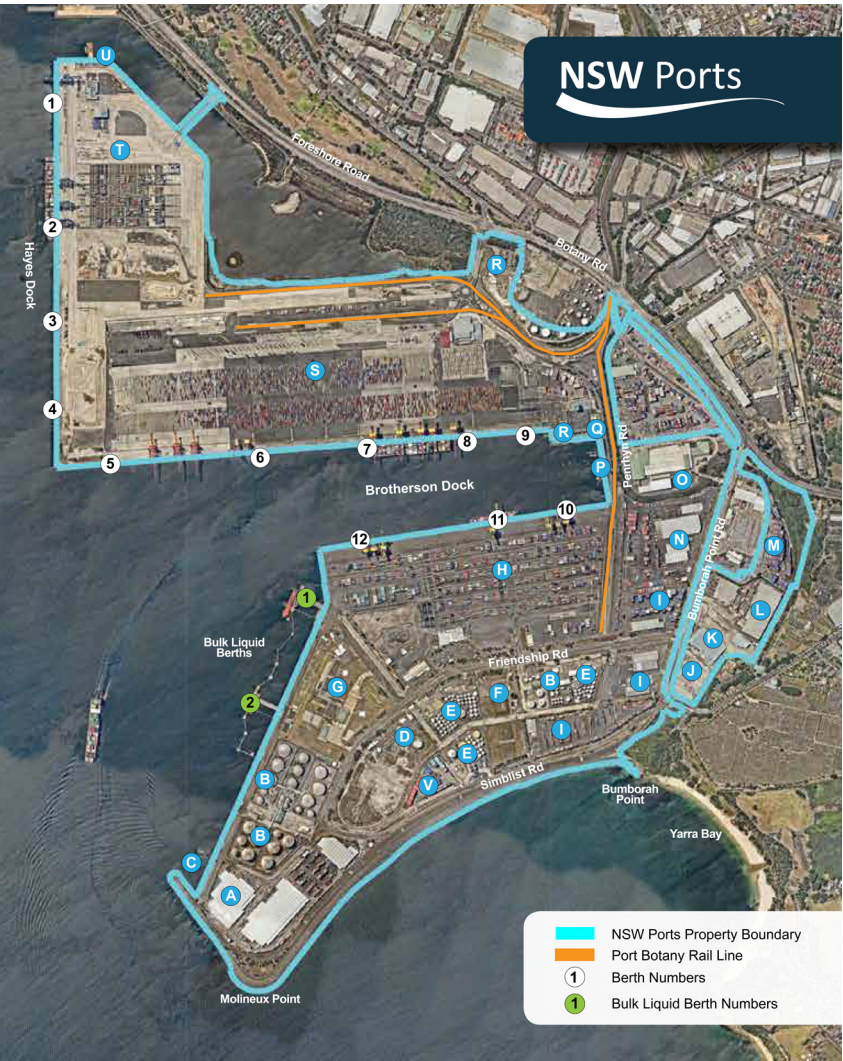 NSW Ports
U
1
T
Foreshore Road
2
Hayes Dock
Botany Rd
R
3
S
4
R
Q
9
8
7
6
5
Penrhyn Rd
P
O
Brotherson Dock
10
11
12
N
M
Bumborah Point Rd
H
I
L
1
Bulk Liquid
Berths
K
J
Friendship Rd
G
B
E
I
F
2
E
D
I
E
B
V
Simblist Rd
Bumborah
Point
Yarra Bay
B
C
A
Molineux Point
NSW Ports Property Boundary
Port Botany Rail Line
1
Berth Numbers
1
Bulk Liquid Berth Numbers